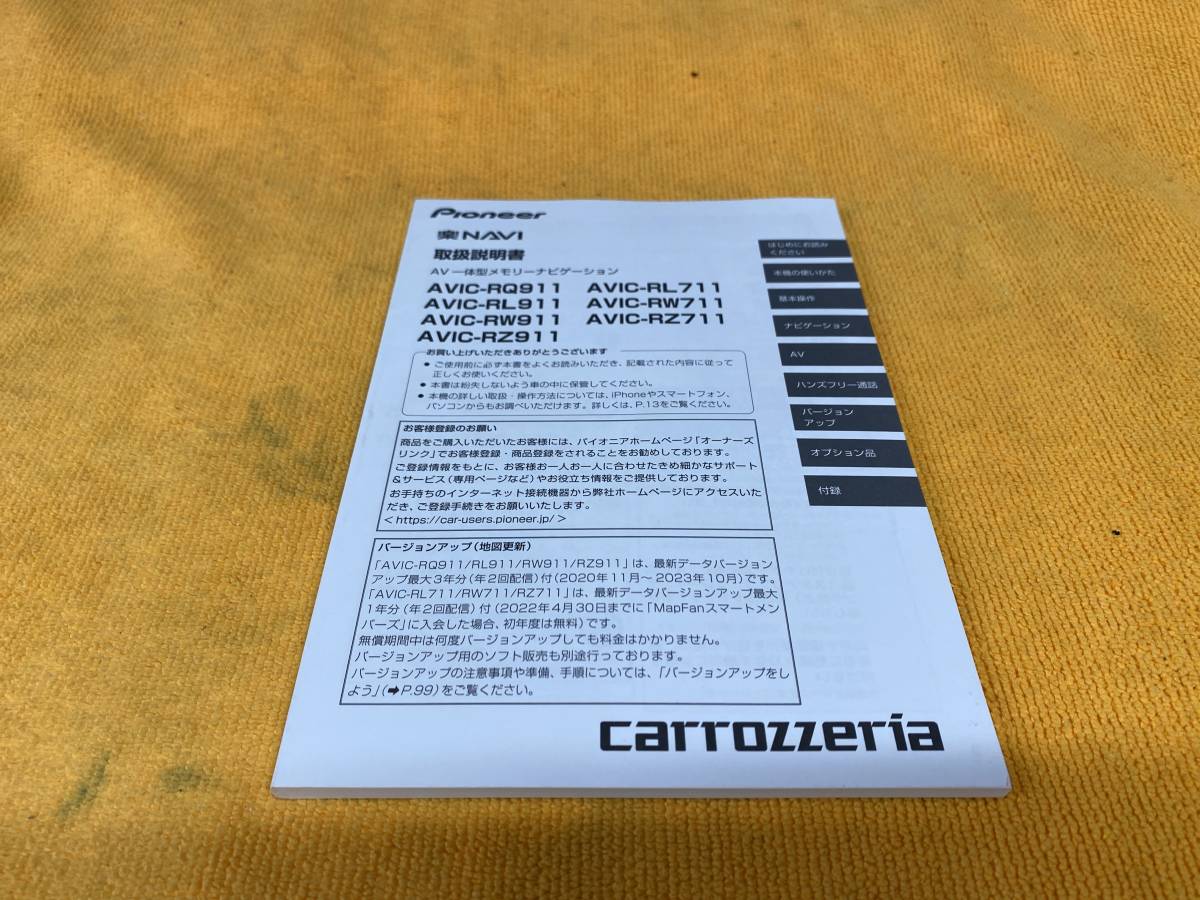 Pioneer
楽NAVI
取扱説明書
AV一体型メモリーナビゲーション
AVIC-RQ911 AVIC-RL711
AVIC-RL911 AVIC-RW711
AVIC-RW911 AVIC-RZ711
AVIC-RZ911
お買い上げいただきありがとうございます
● ご使用前に必ず本書をよくお読みいただき、記載された内容に従って
正しくお使いください。
● 本書は紛失しないよう車の中に保管してください。
● 本機の詳しい取扱・操作方法については、iPhoneやスマートフォン、
パソコンからもお調べいただけます。詳しくは、P.13をご覧ください。
お客様登録のお願い
商品をご購入いただいたお客様には、パイオニアホームページ「オーナーズ
リンク」でお客様登録・商品登録をされることをお勧めしております。
ご登録情報をもとに、お客様お一人お一人に合わせたきめ細かなサポート
&サービス(専用ページなど)やお役立ち情報をご提供しております。
お手持ちのインターネット接続機器から弊社ホームページにアクセスいた
だき、ご登録手続きをお願いいたします。
<https://car-users.pioneer.jp/>
バージョンアップ(地図更新)
「AVIC-RQ911/RL911/RW911/RZ911」は、最新データバージョン
アップ最大3年分(年2回配信)付(2020年11月~2023年10月)です。
「AVIC-RL711/RW711/RZ711」は、最新データバージョンアップ最大
1年分(年2回配信)付(2022年4月30日までに「MapFanスマートメン
バーズ」に入会した場合、初年度は無料)です。
無償期間中は何度バージョンアップしても料金はかかりません。
バージョンアップ用のソフト販売も別途行っております。
バージョンアップの注意事項や準備、手順については、「バージョンアップをし
よう」(➡P.99)をご覧ください。
carrozzeria
はじめにお読み
ください
本機の使いかた
基本操作
ナビゲーション
AV
ハンズフリー通話
バージョン
アップ
オプション品
付録